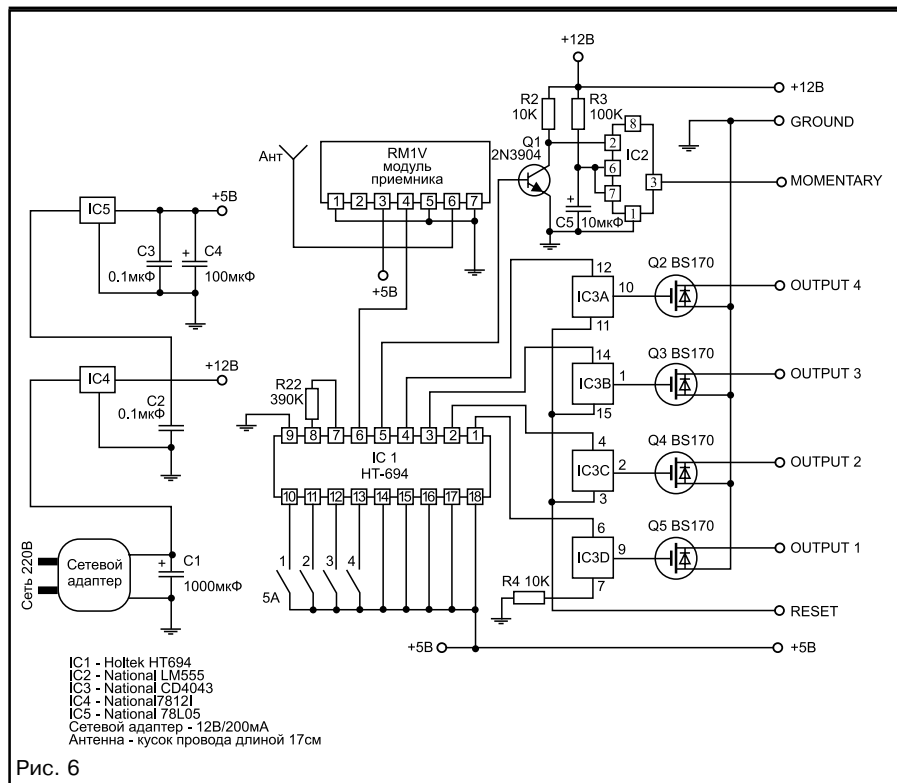 +12В
+12В
R2
10K
R3
100K
GROUND
Ант
RM1V
модуль
приемника
Q1
2N3904
8
2
IC2
6
3
7
1
MOMENTARY
C5
10мкФ
+
1 2 3 4 5 6 7
IC5
+5В
C3
0.1мкФ
+
C4
100мкФ
+5В
12
Q2 BS170
IC3A
10
OUTPUT 4
11
IC4
+12В
14
Q3 BS170
IC3B
1
OUTPUT 3
15
C2
0.1мкФ
R22
390K
9 8 7 6 5 4 3 2 1
IC 1
HT-694
10 11 12 13 14 15 16 17 18
4
Q4 BS170
IC3C
2
OUTPUT 2
3
6
Q5 BS170
IC3D
9
OUTPUT 1
7
Сеть 220В
Сетевой
адаптер
+
C1
1000мкФ
1 2 3 4
5A
R4 10K
RESET
+5В
+5В
IC1 - Holtek HT694
IC2 - National LM555
IC3 - National CD4043
IC4 - National7812I
IC5 - National 78L05
Сетевой адаптер - 12В/200мА
Антенна - кусок провода длиной 17см
Рис. 6